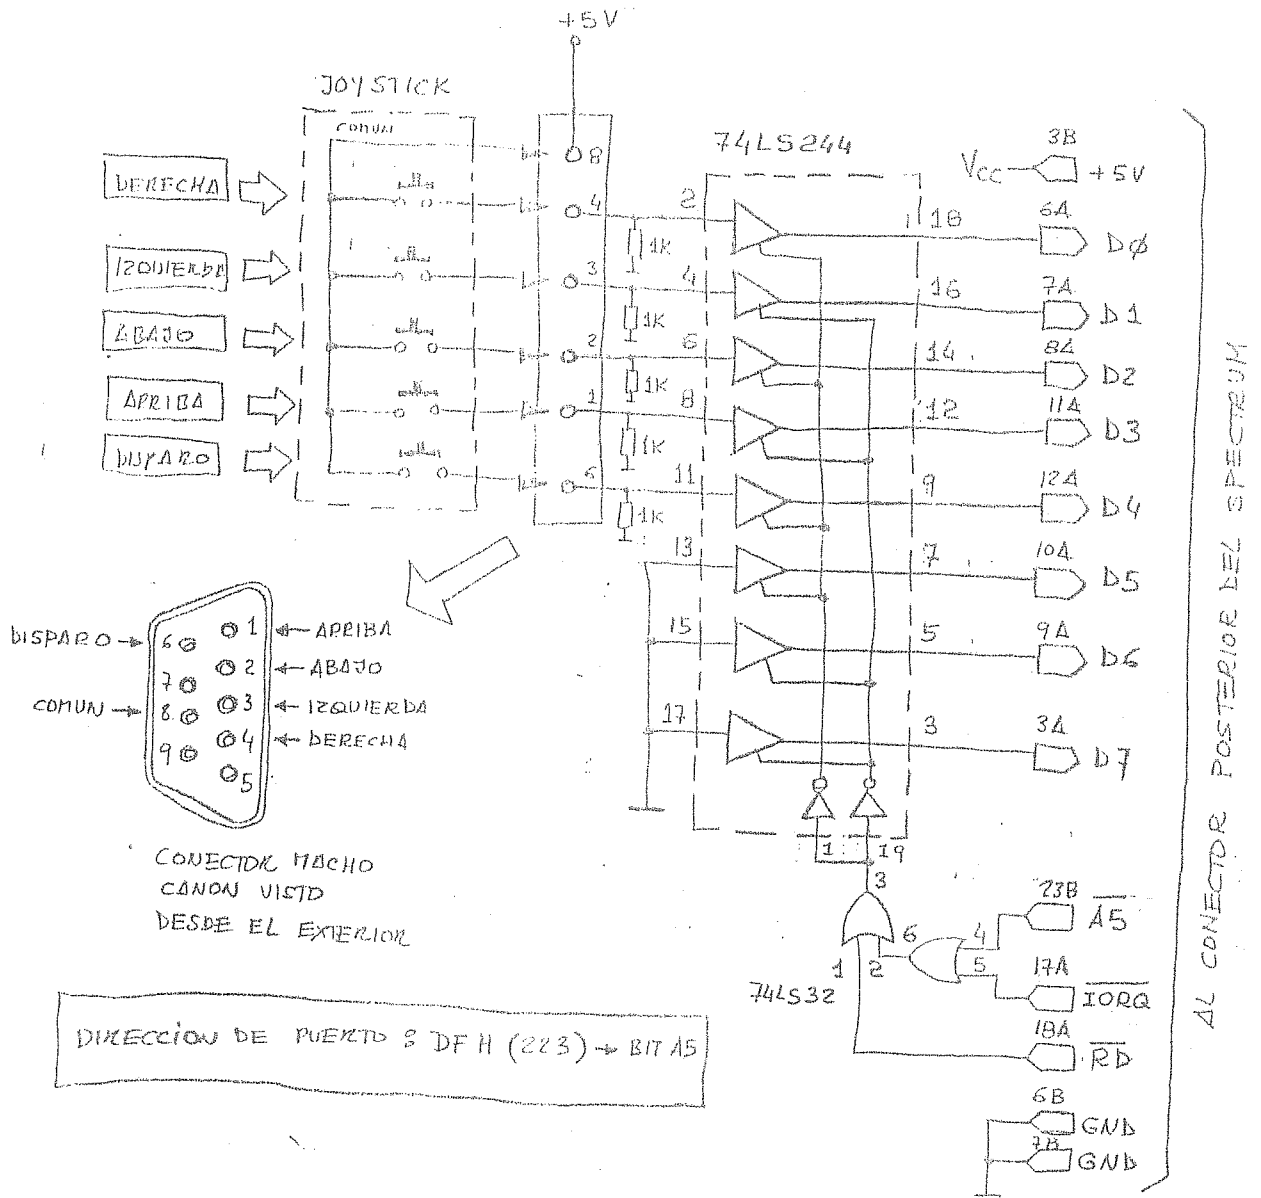 +5V
JOYSTICK
COMUN
74LS244
DERECHA
IZQUIERDA
ABAJO
ARRIBA
DISPARO
8
4
3
2
1
6
1K
1K
1K
1K
1K
2
4
6
8
11
13
15
17
18
16
14
12
9
7
5
3
Vcc
3B
+5V
6A
DØ
7A
D1
8A
D2
11A
D3
12A
D4
10A
D5
9A
D6
3A
D7
1
19
3
6
4
5
1
2
74LS32
23B
A5
17A
IORQ
18A
RD
6B
GND
7B
GND
AL CONECTOR POSTERIOR DEL SPECTRUM
DISPARO
6
7
COMUN
8
9
1
ARRIBA
2
ABAJO
3
IZQUIERDA
4
DERECHA
5
CONECTOR MACHO
CANON VISTO
DESDE EL EXTERIOR
DIRECCION DE PUERTO : DF H (223) → BIT A5